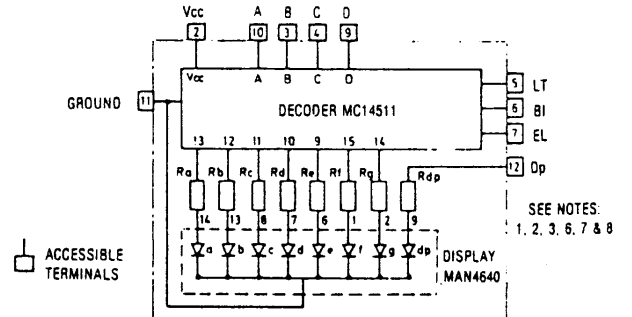 Vcc A B C D
2 10 3 4 9
Vcc A B C D
DECODER MC14511
GROUND 11
5 LT
6 BI
7 EL
13 12 11 10 9 15 14
12 Dp
Ra Rb Rc Rd Re Rf Rg Rdp
14 13 8 7 6 1 2 9
a b c d e f g dp
DISPLAY
MAN4640
SEE NOTES:
1, 2, 3, 6, 7 & 8
ACCESSIBLE
TERMINALS